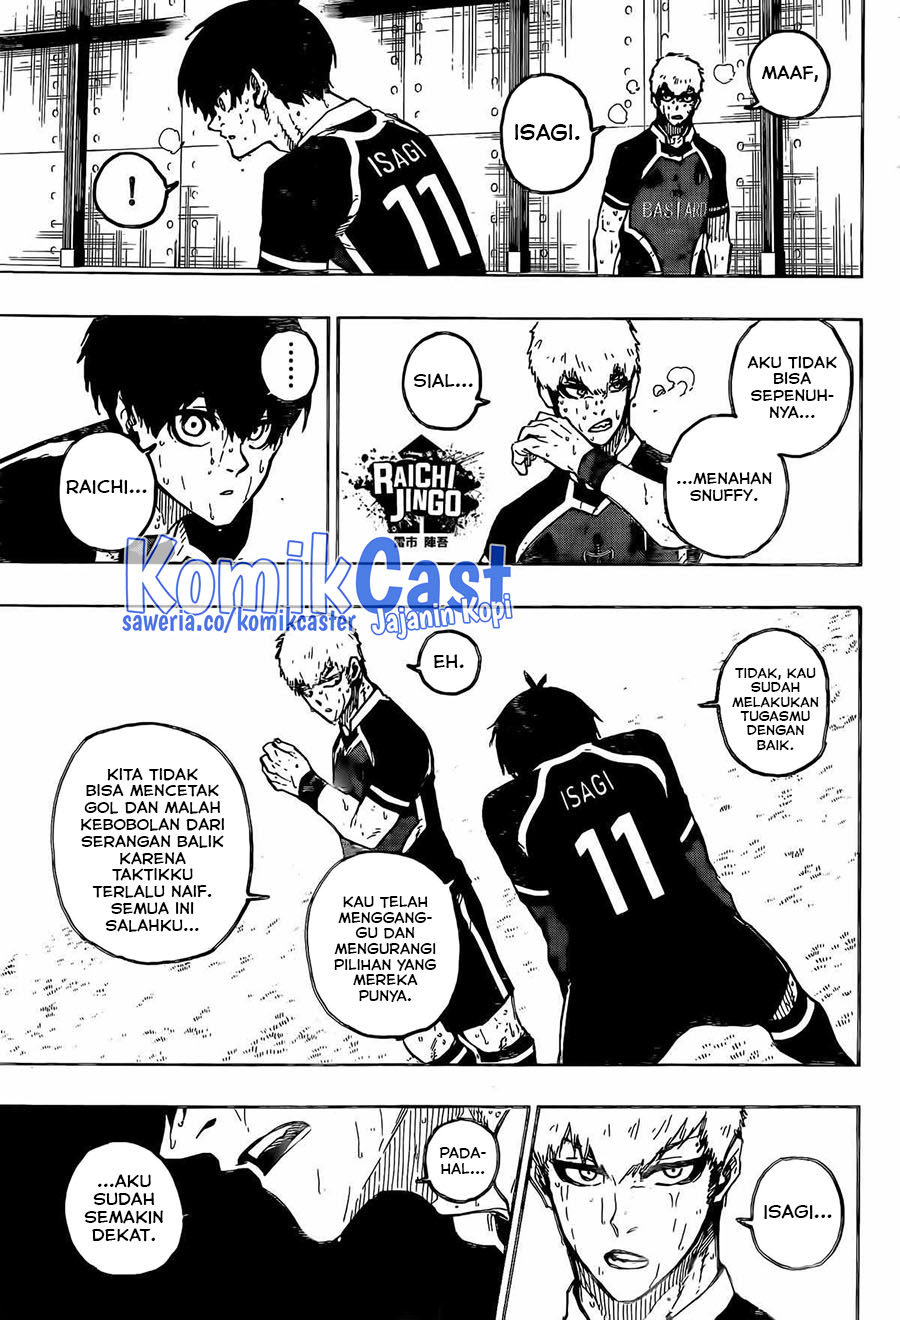 MAAF,
ISAGI.
BASTARD
ISAGI
11
!
AKU TIDAK
BISA
SEPENUH-
NYA...
...MENAHAN
SNUFFY.
SIAL...
RAICHI
JINGO
雷市 陣吾
......
RAICHI...
KomikCast
saweria.co/komikcaster
Jajanin Kopi
TIDAK, KAU
SUDAH
MELAKUKAN
TUGASMU
DENGAN
BAIK.
EH.
ISAGI
11
KAU TELAH
MENGGANG-
GU DAN
MENGURANGI
PILIHAN YANG
MEREKA
PUNYA.
KITA TIDAK
BISA MENCETAK
GOL DAN MALAH
KEBOBOLAN DARI
SERANGAN BALIK
KARENA
TAKTIKKU
TERLALU NAIF.
SEMUA INI
SALAHKU...
ISAGI...
PADA-
HAL...
...AKU
SUDAH
SEMAKIN
DEKAT.